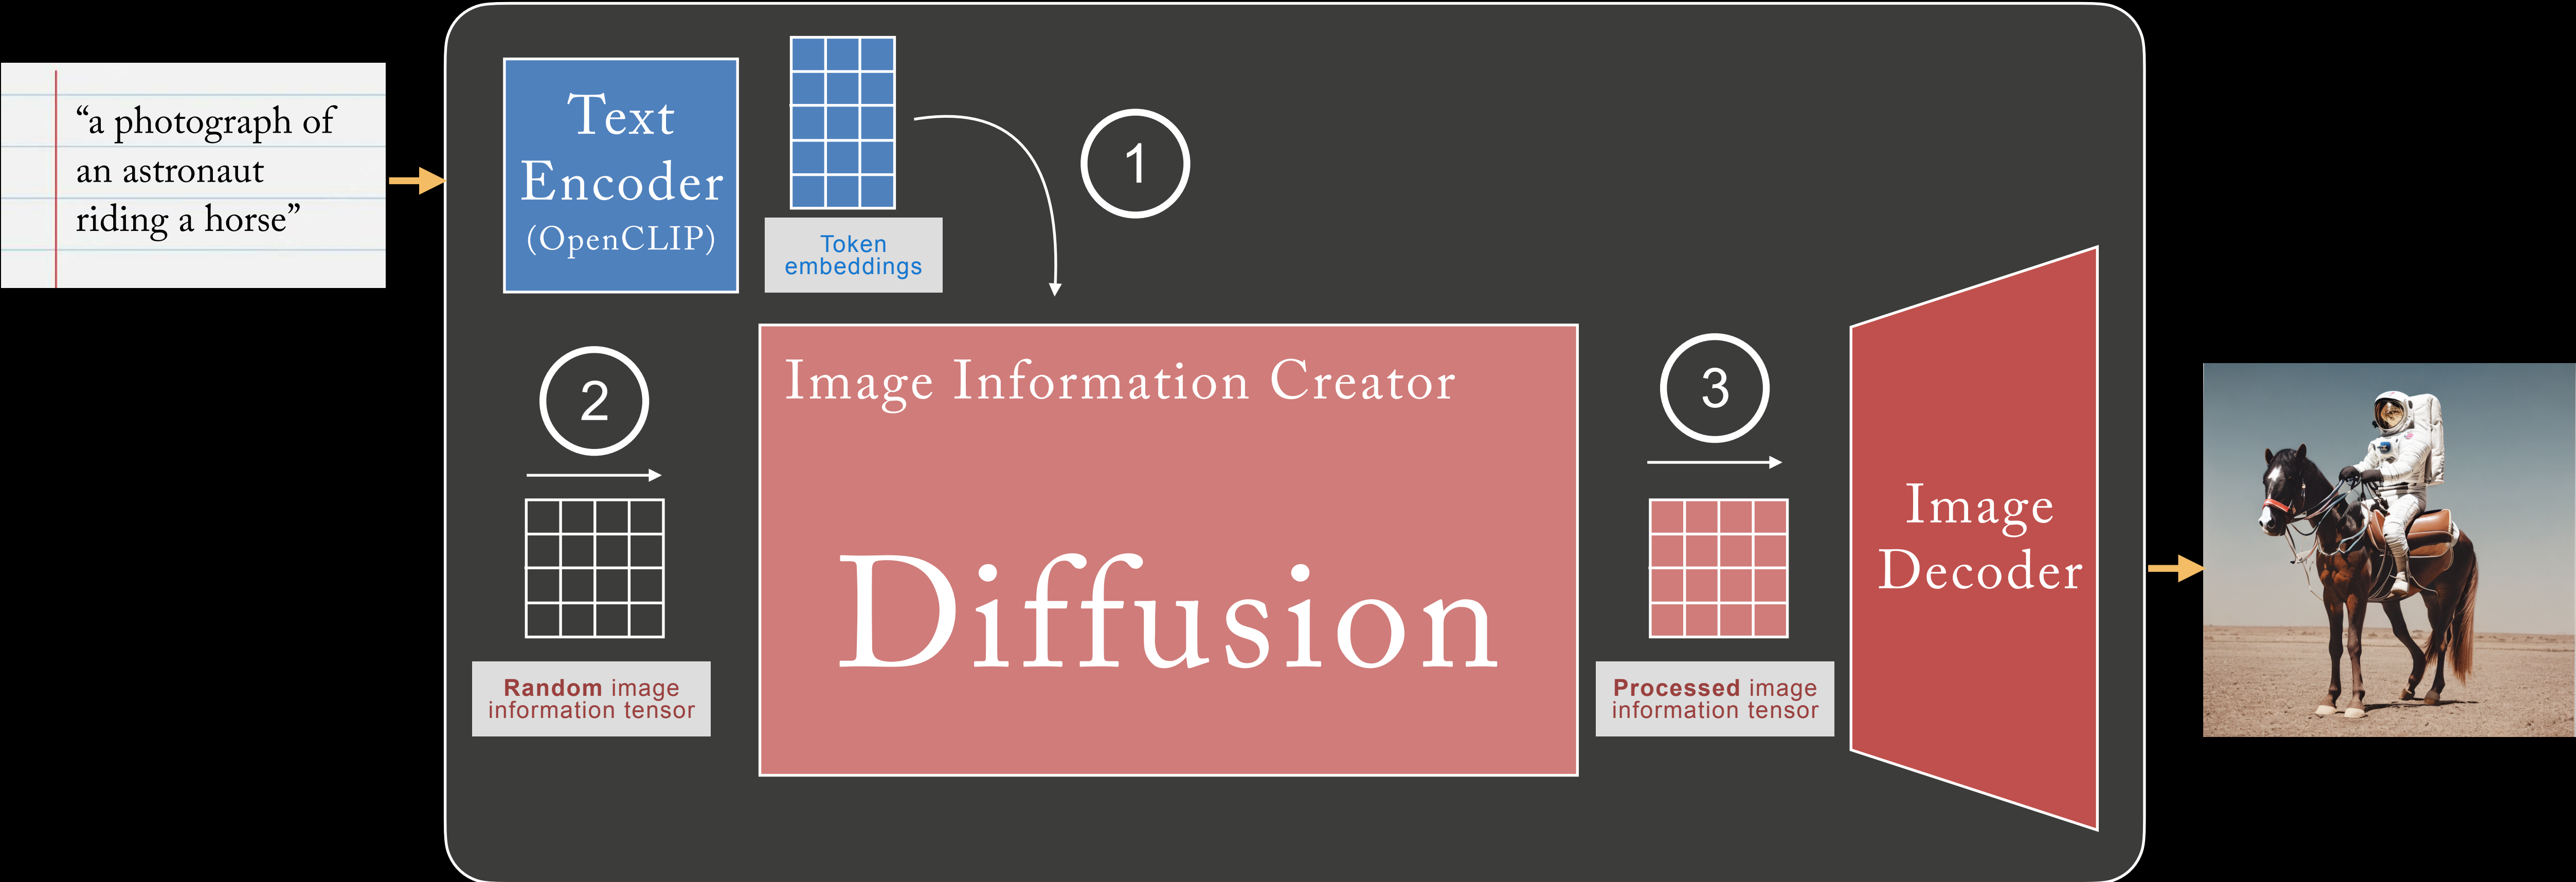 “a photograph of
an astronaut
riding a horse”
Text
Encoder
(OpenCLIP)
Token
embeddings
1
2
Random image
information tensor
Image Information Creator
Diffusion
3
Processed image
information tensor
Image
Decoder